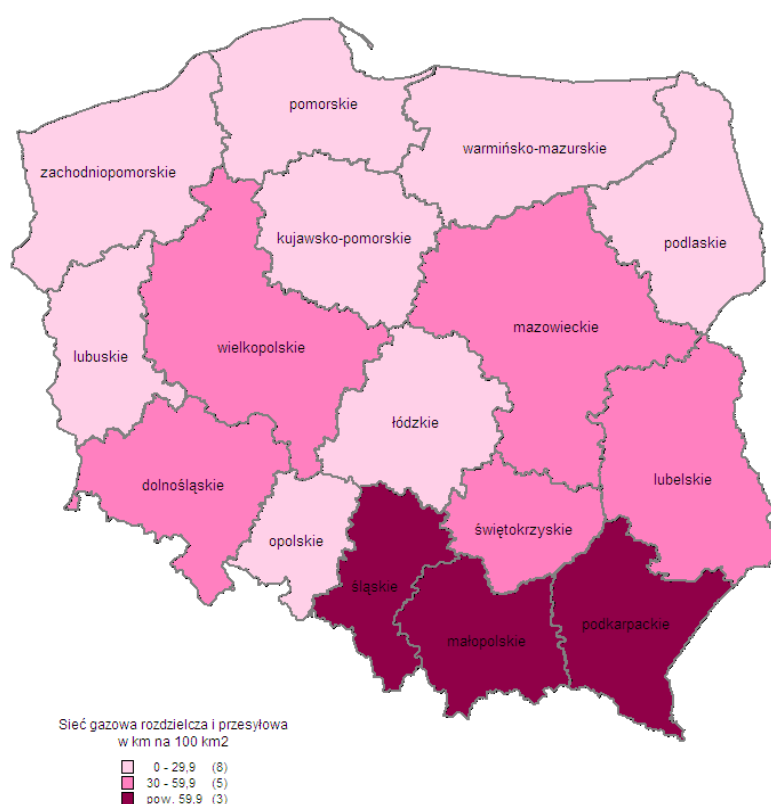 pomorskie
warmińsko-mazurskie
zachodniopomorskie
kujawsko-pomorskie
podlaskie
mazowieckie
wielkopolskie
lubuskie
łódzkie
lubelskie
dolnośląskie
świętokrzyskie
opolskie
śląskie
podkarpackie
małopolskie
Sieć gazowa rozdzielcza i przesyłowa
w km na 100 km2
0 - 29,9 (8)
30 - 59,9 (5)
pow. 59,9 (3)